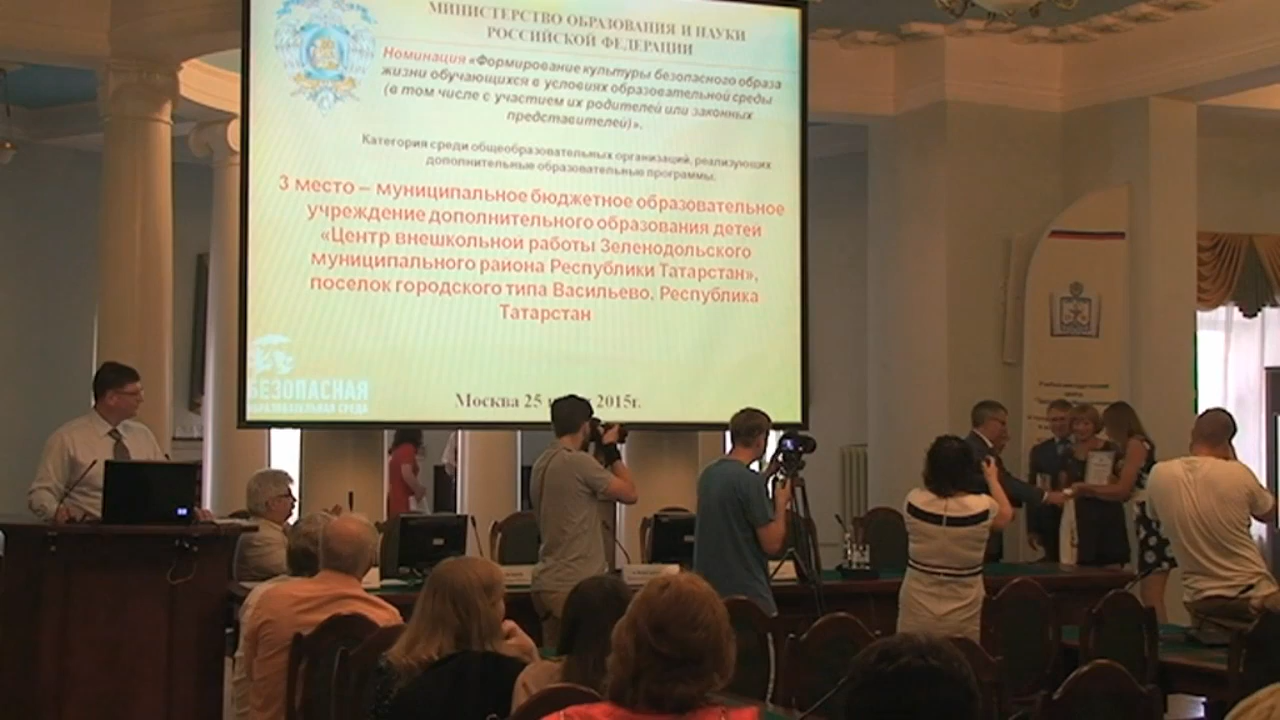 МИНИСТЕРСТВО ОБРАЗОВАНИЯ И НАУКИ
РОССИЙСКОЙ ФЕДЕРАЦИИ
Номинация «Формирование культуры безопасного образа
жизни обучающихся в условиях образовательной среды
(в том числе с участием их родителей или законных
представителей)».
Категория среди общеобразовательных организаций, реализующих
дополнительные образовательные программы:
3 место – муниципальное бюджетное образовательное
учреждение дополнительного образования детей
«Центр внешкольной работы Зеленодольского
муниципального района Республики Татарстан»,
поселок городского типа Васильево, Республика
Татарстан
БЕЗОПАСНАЯ
ОБРАЗОВАТЕЛЬНАЯ СРЕДА
Москва 25 2015г.